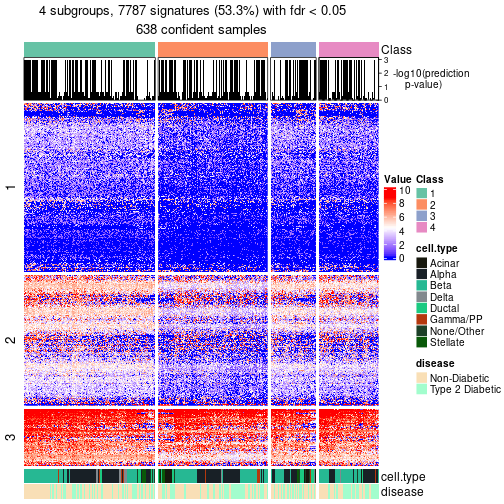 4 subgroups, 7787 signatures (53.3%) with fdr < 0.05
638 confident samples
Class
3
2
1
0
-log10(prediction
p-value)
1
2
3
Value
10
8
6
4
2
0
Class
1
2
3
4
cell.type
Acinar
Alpha
Beta
Delta
Ductal
Gamma/PP
None/Other
Stellate
disease
Non-Diabetic
Type 2 Diabetic
cell.type
disease